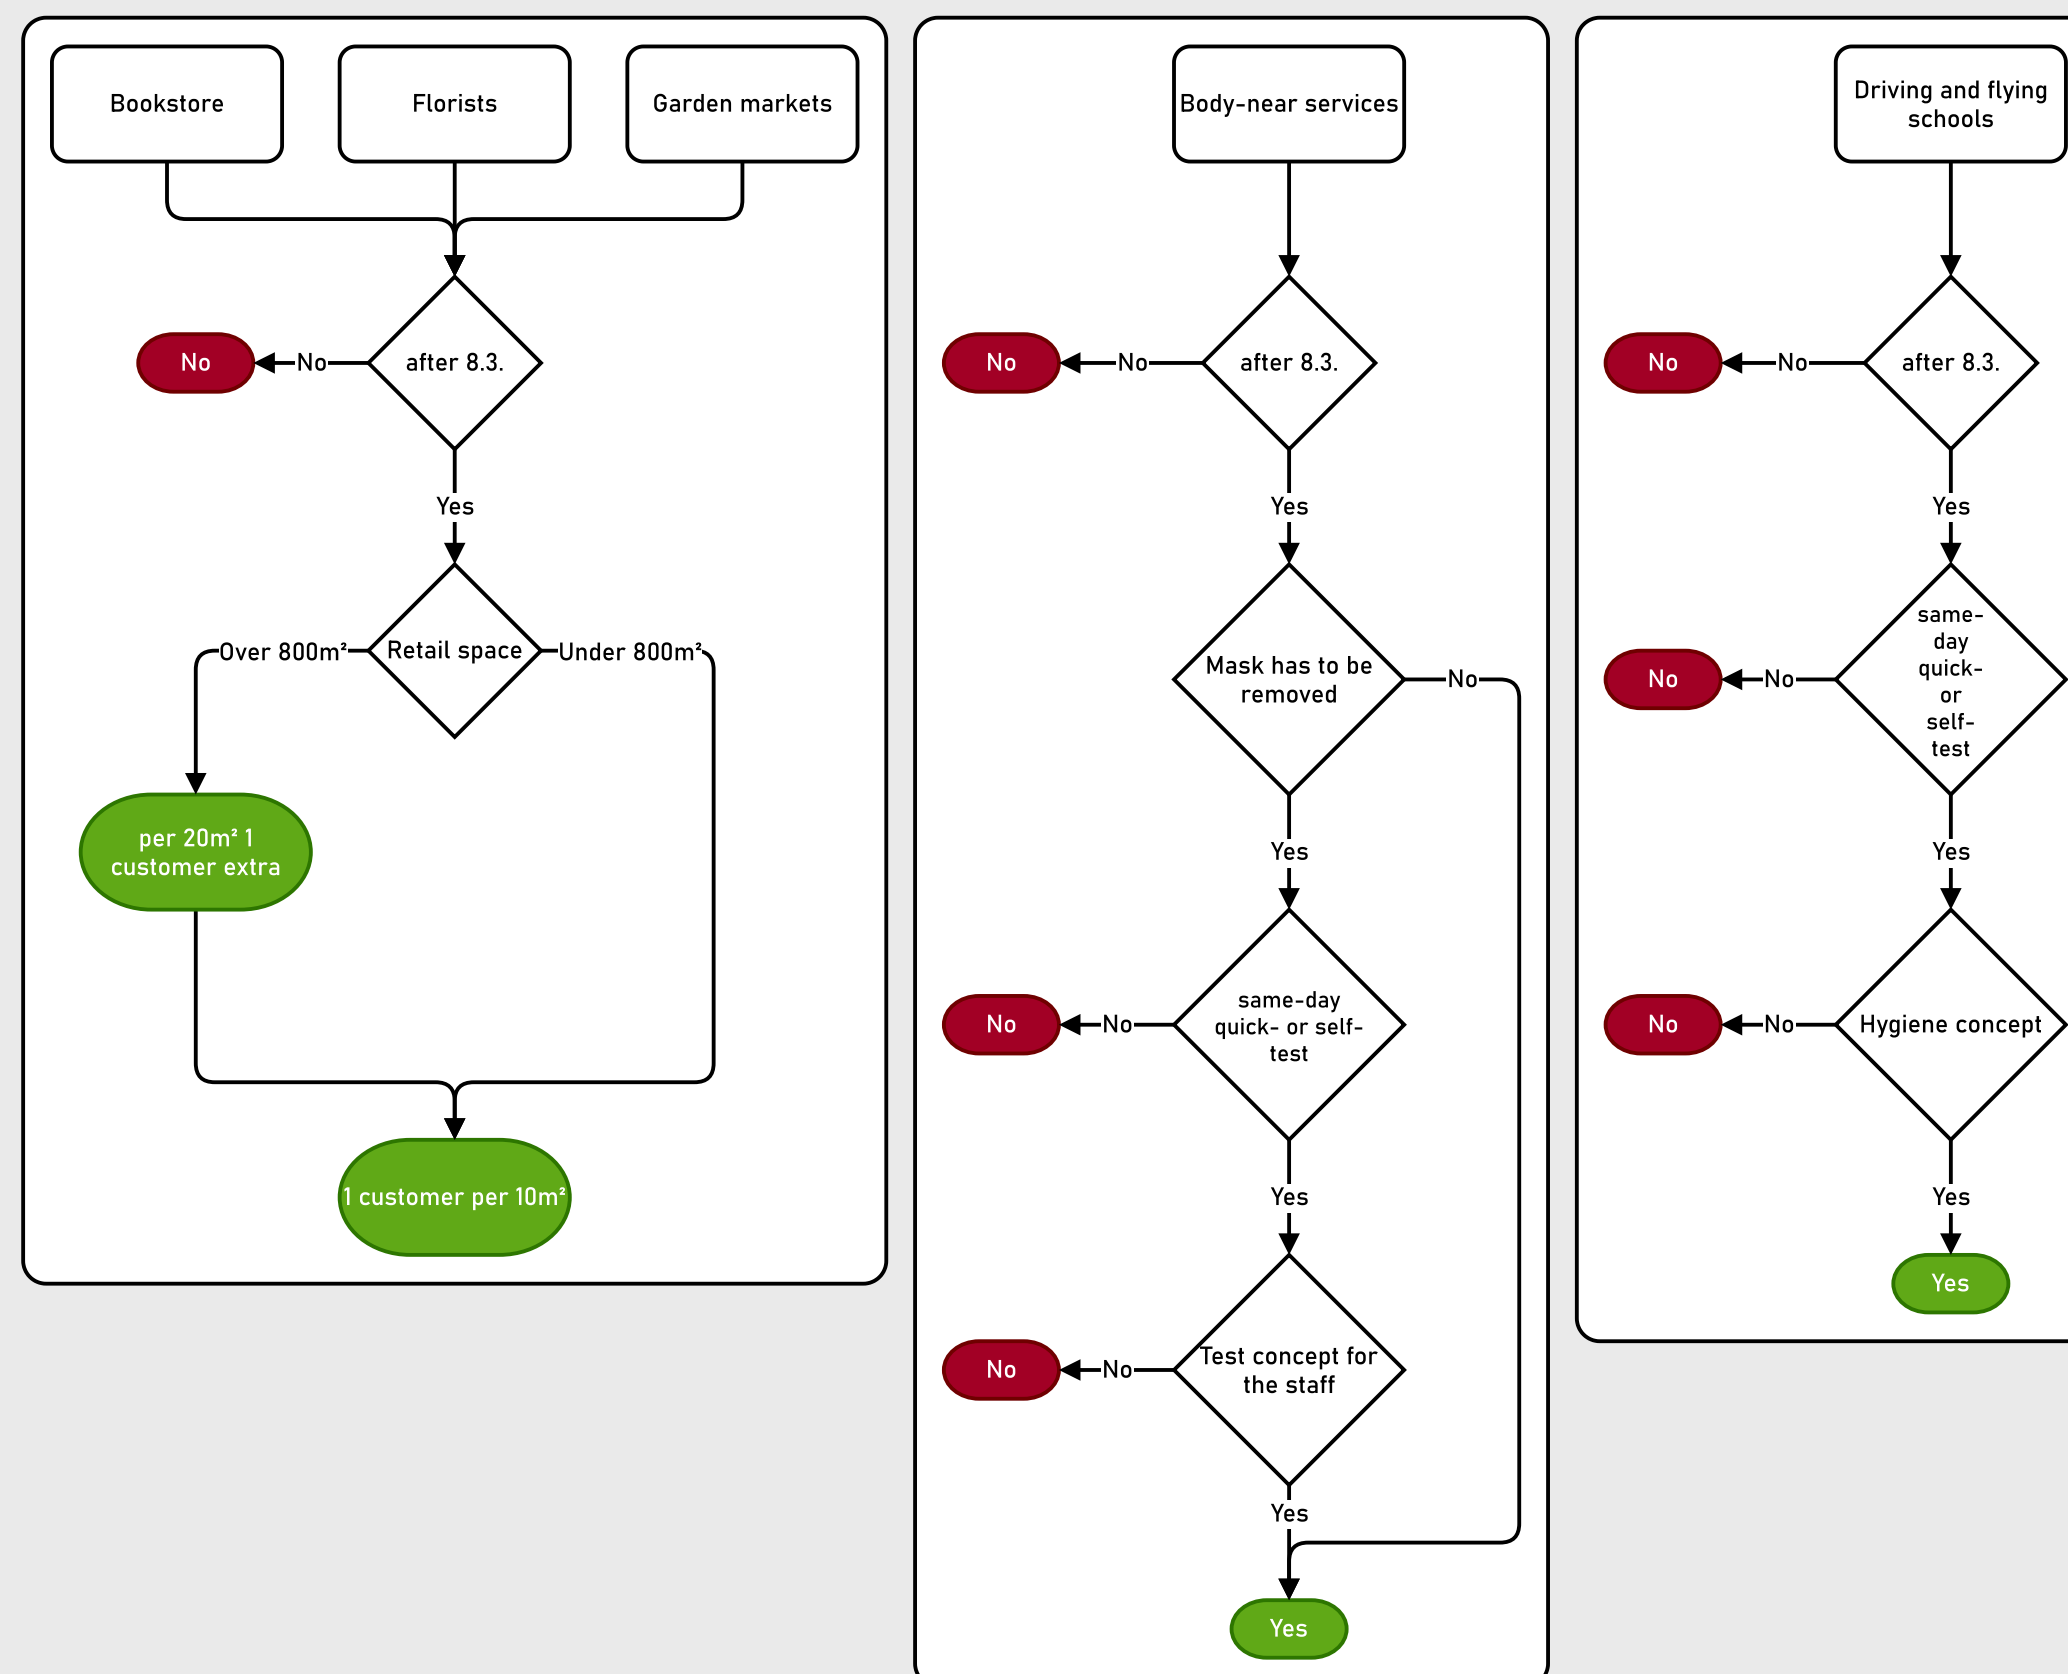 Bookstore
Florists
Garden markets
No
No
after 8.3.
Yes
Over 800m²
Retail space
Under 800m²
per 20m² 1
customer extra
1 customer per 10m²
Body-near services
No
No
after 8.3.
Yes
Mask has to be
removed
No
Yes
No
No
same-day
quick- or self-
test
Yes
No
No
Test concept for
the staff
Yes
Yes
Driving and flying
schools
No
No
after 8.3.
Yes
No
No
same-
day
quick-
or
self-
test
Yes
No
No
Hygiene concept
Yes
Yes